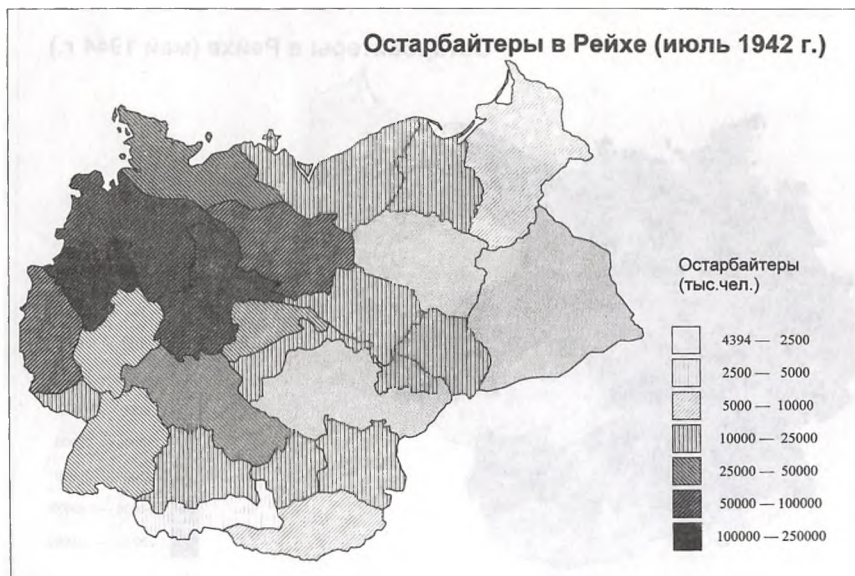 Остарбайтеры в Рейхе (июль 1942 г.)
Остарбайтеры
(тыс.чел.)
4394 — 2500
2500 — 5000
5000 — 10000
10000 — 25000
25000 — 50000
50000 — 100000
100000 — 250000